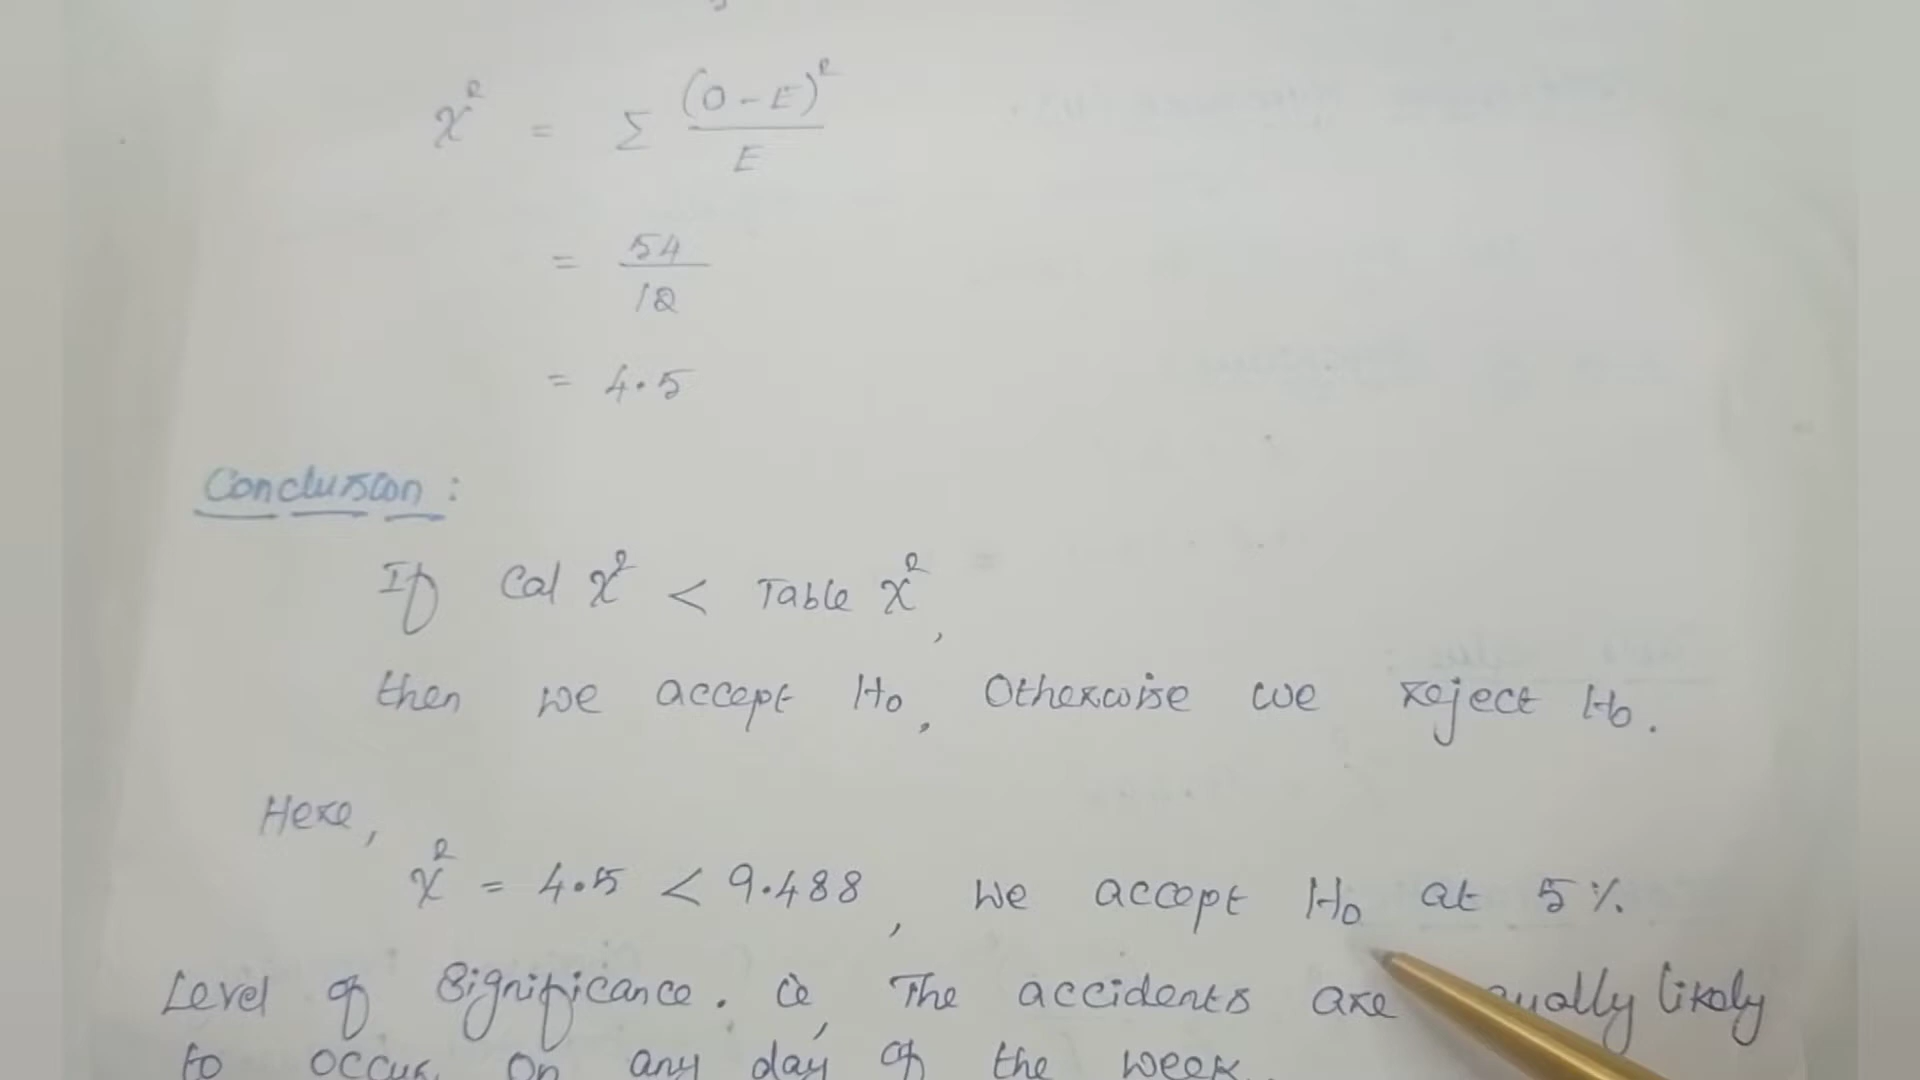 χ² = Σ (O - E)² / E
= 54 / 12
= 4.5
Conclusion :
If Cal χ² < Table χ²,
then we accept H₀, Otherwise we reject H₀.
Here,
χ² = 4.5 < 9.488, We accept H₀ at 5%
Level of Significance. ie, The accidents are equally likely
to occur on any day of the week.